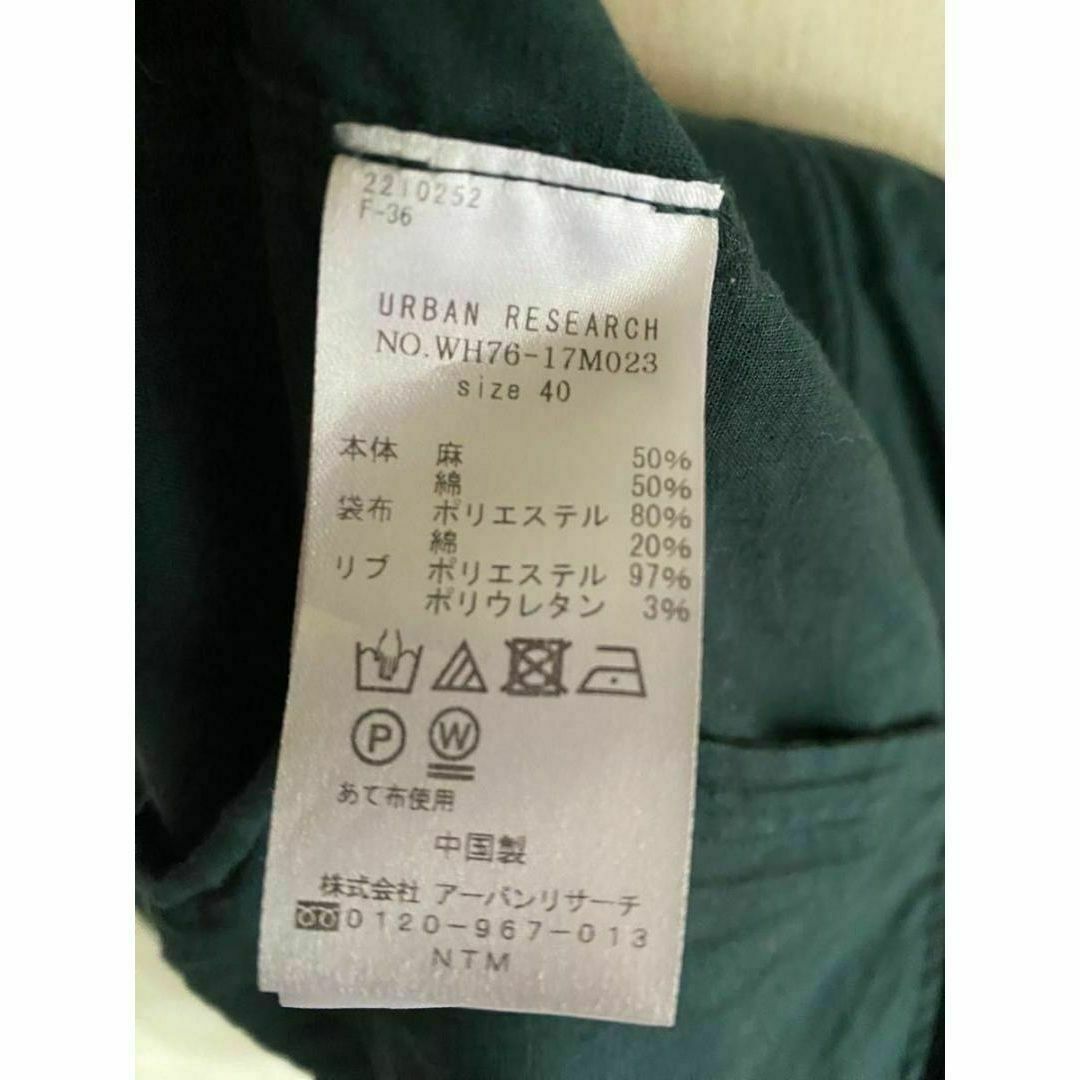 2210252
F-36
URBAN RESEARCH
NO.WH76-17M023
size 40
本体 麻 50%
綿 50%
袋布 ポリエステル 80%
綿 20%
リブ ポリエステル 97%
ポリウレタン 3%
P W
あて布使用
中国製
株式会社 アーバンリサーチ
0120-967-013
NTM